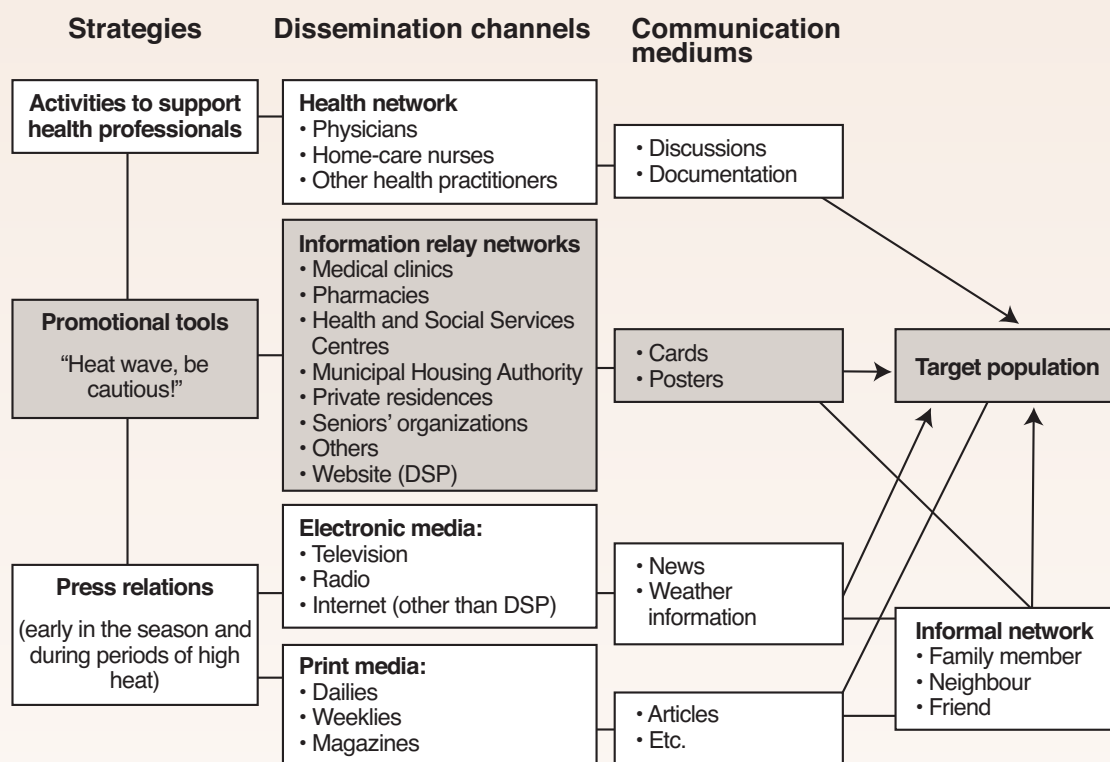 Strategies
Dissemination channels
Communication
mediums
Activities to support
health professionals
Health network
• Physicians
• Home-care nurses
• Other health practitioners
• Discussions
• Documentation
Promotional tools
“Heat wave, be
cautious!”
Information relay networks
• Medical clinics
• Pharmacies
• Health and Social Services
Centres
• Municipal Housing Authority
• Private residences
• Seniors’ organizations
• Others
• Website (DSP)
• Cards
• Posters
Target population
Press relations
(early in the season and
during periods of high
heat)
Electronic media:
• Television
• Radio
• Internet (other than DSP)
• News
• Weather
information
Print media:
• Dailies
• Weeklies
• Magazines
• Articles
• Etc.
Informal network
• Family member
• Neighbour
• Friend